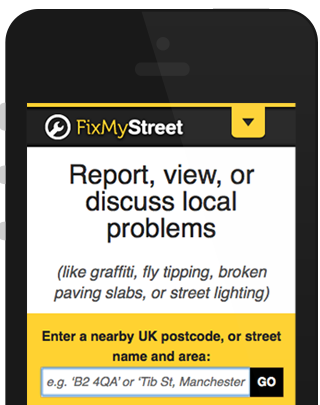 FixMyStreet
Report, view, or
discuss local
problems
(like graffiti, fly tipping, broken
paving slabs, or street lighting)
Enter a nearby UK postcode, or street
name and area:
e.g. ‘B2 4QA’ or ‘Tib St, Manchester
GO